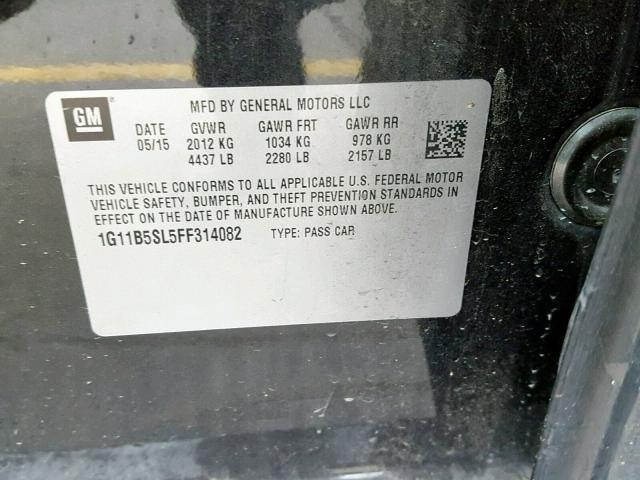 GM
MFD BY GENERAL MOTORS LLC
DATE GVWR GAWR FRT GAWR RR
05/15 2012 KG 1034 KG 978 KG
4437 LB 2280 LB 2157 LB
THIS VEHICLE CONFORMS TO ALL APPLICABLE U.S. FEDERAL MOTOR
VEHICLE SAFETY, BUMPER, AND THEFT PREVENTION STANDARDS IN
EFFECT ON THE DATE OF MANUFACTURE SHOWN ABOVE.
1G11B5SL5FF314082 TYPE: PASS CAR